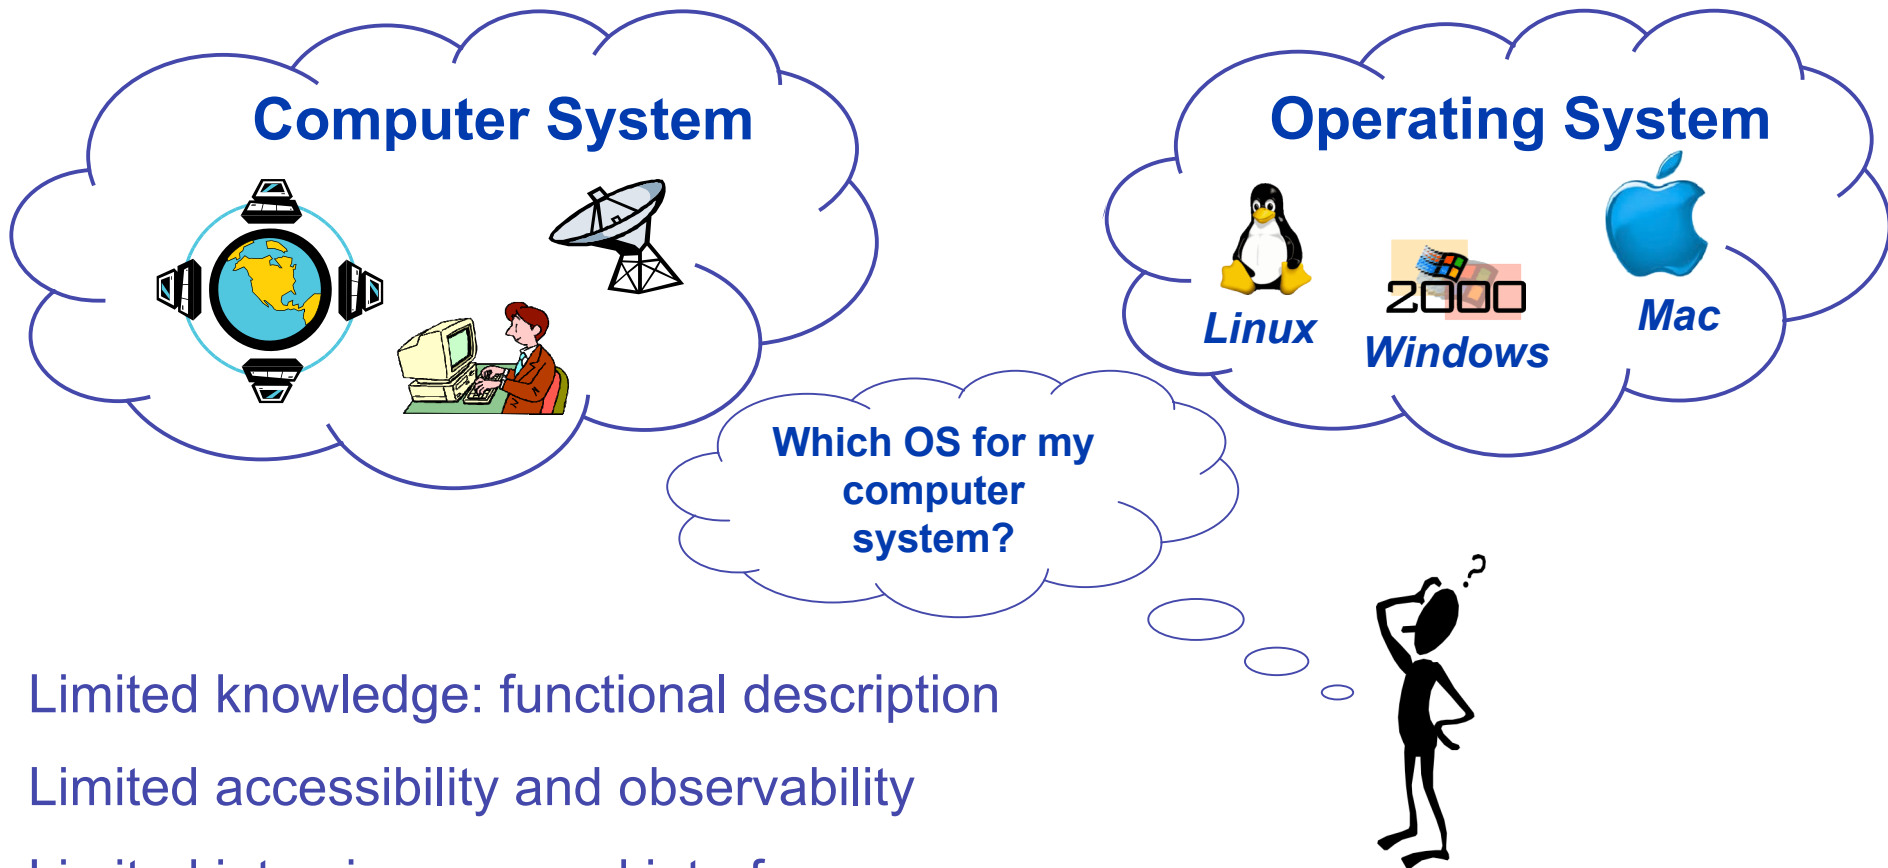 Computer System
Operating System
Linux
2000
Windows
Mac
Which OS for my
computer
system?
?
Limited knowledge: functional description
Limited accessibility and observability
Limited